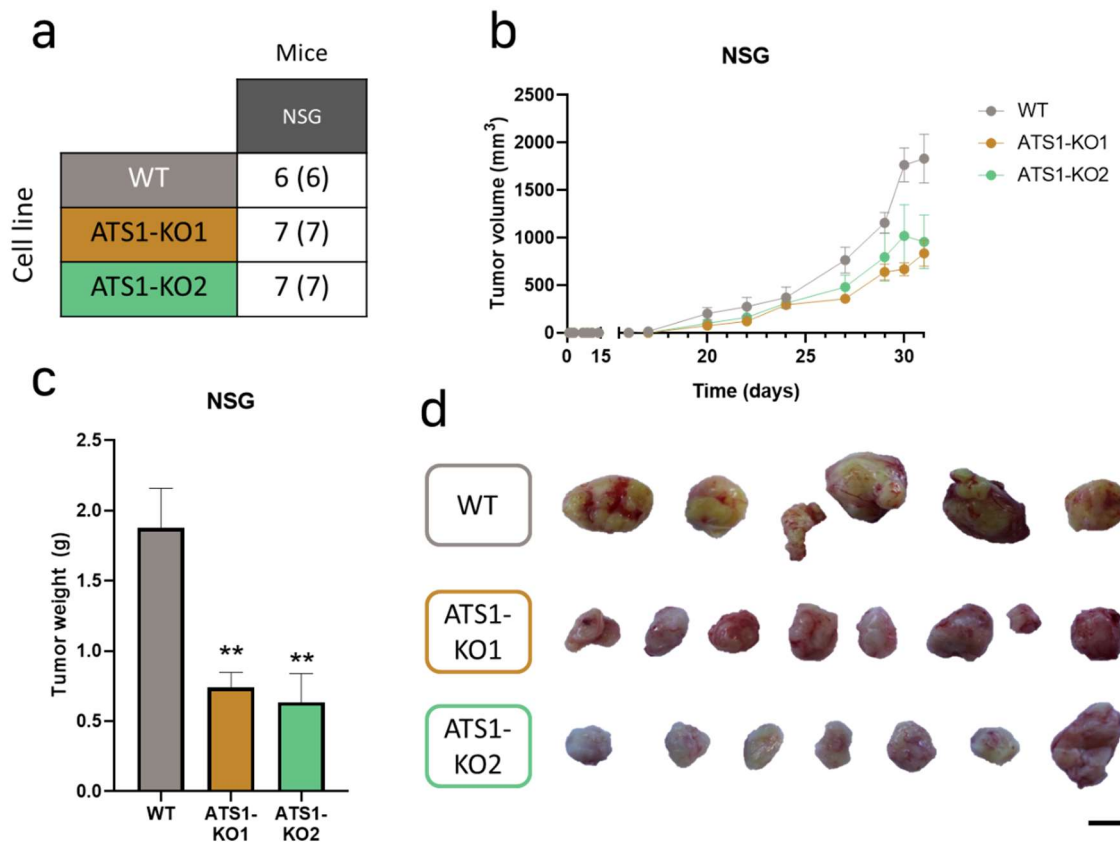 a
Mice
NSG
Cell line
WT
6 (6)
ATS1-KO1
7 (7)
ATS1-KO2
7 (7)
b
NSG
Tumor volume (mm³)
2500
2000
1500
1000
500
0
0
15
20
25
30
Time (days)
WT
ATS1-KO1
ATS1-KO2
c
NSG
Tumor weight (g)
2.5
2.0
1.5
1.0
0.5
0.0
**
**
WT
ATS1-
KO1
ATS1-
KO2
d
WT
ATS1-
KO1
ATS1-
KO2